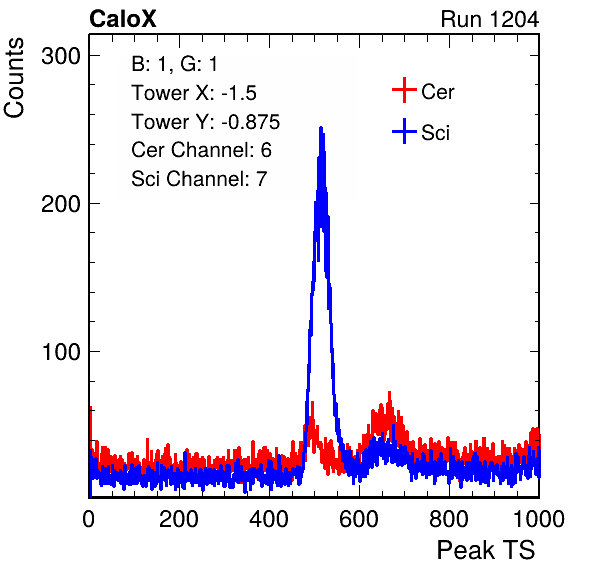 CaloX Run 1204
Counts
300
200
100
B: 1, G: 1
Tower X: -1.5
Tower Y: -0.875
Cer Channel: 6
Sci Channel: 7
Cer
Sci
0 200 400 600 800 1000
Peak TS